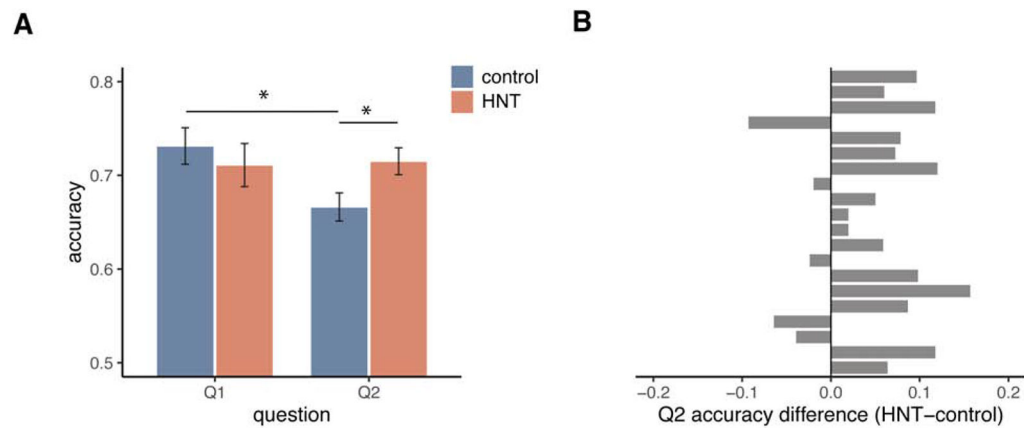 A
B
0.8
0.7
0.6
0.5
accuracy
*
*
control
HNT
Q1
Q2
question
−0.2
−0.1
0.0
0.1
0.2
Q2 accuracy difference (HNT−control)